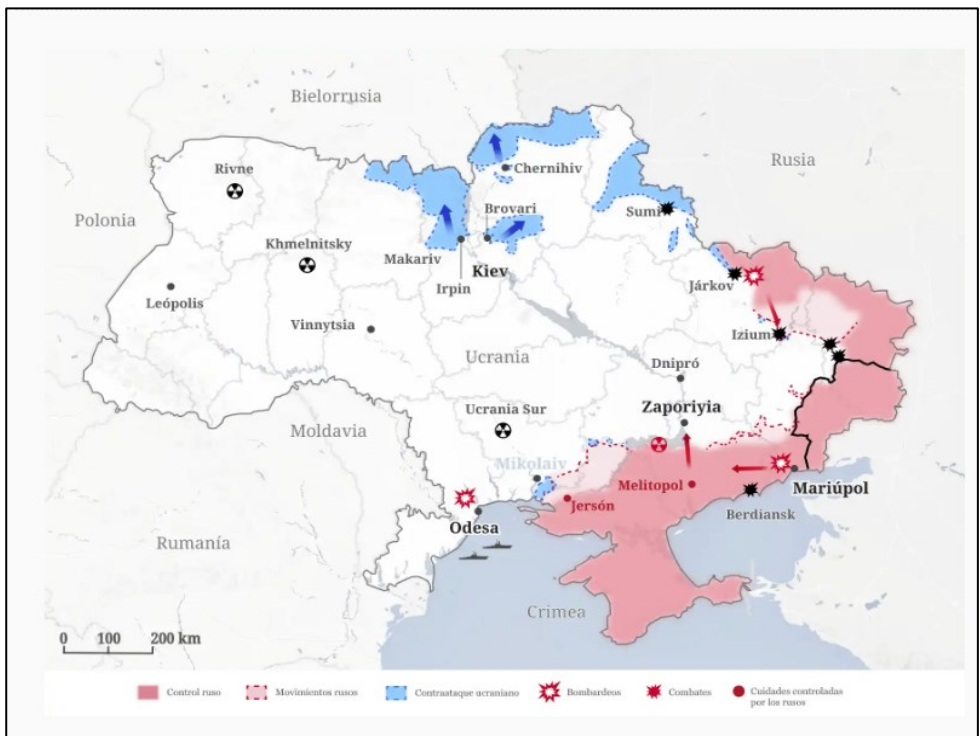 Bielorrusia
Rusia
Rivne
Chernihiv
Polonia
Brovari
Sumi
Khmelnitsky
Makariv
Kiev
Járkov
Irpin
Leópolis
Vinnytsia
Izium
Ucrania
Dnipró
Ucrania Sur
Zaporiyia
Moldavia
Mikolaiv
Melitopol
Mariúpol
Jersón
Berdiansk
Odesa
Rumanía
Crimea
0 100 200 km
Control ruso
Movimientos rusos
Contraataque ucraniano
Bombardeos
Combates
Cuidades controladas
por los rusos